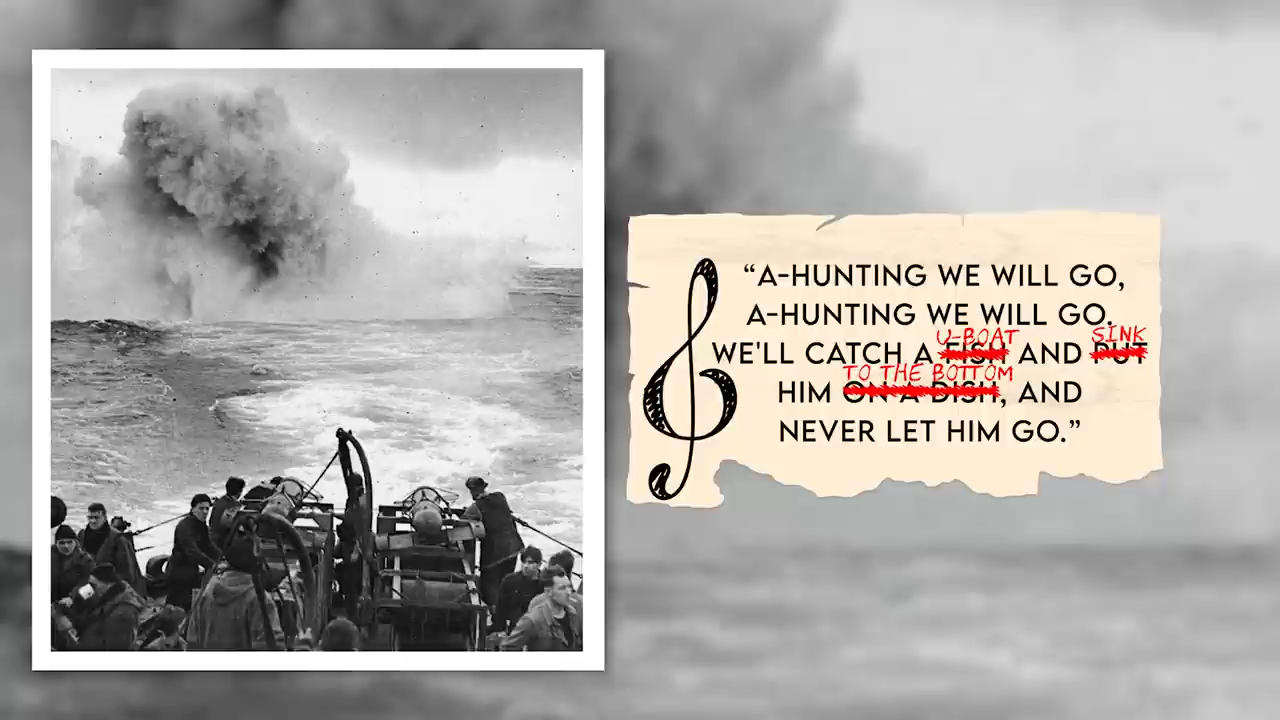 “A-HUNTING WE WILL GO,
A-HUNTING WE WILL GO.
U-BOAT SINK
WE'LL CATCH A FISH AND PUT
TO THE BOTTOM
HIM ON A DISH, AND
NEVER LET HIM GO.”